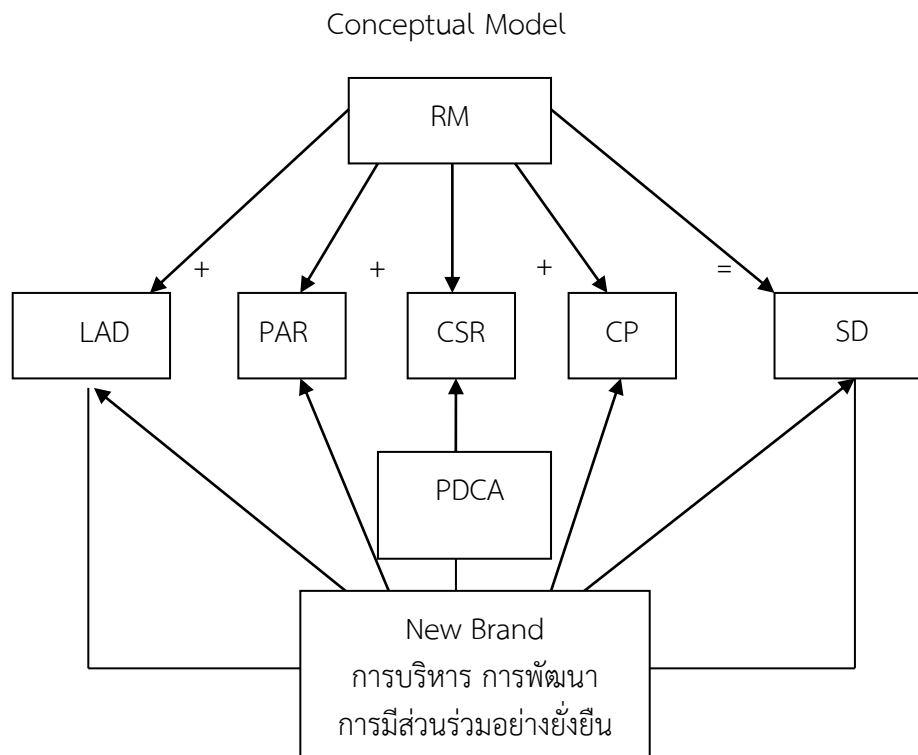 Conceptual Model
RM
+ + + =
LAD PAR CSR CP SD
PDCA
New Brand
การบริหาร การพัฒนา
การมีส่วนร่วมอย่างยั่งยืน